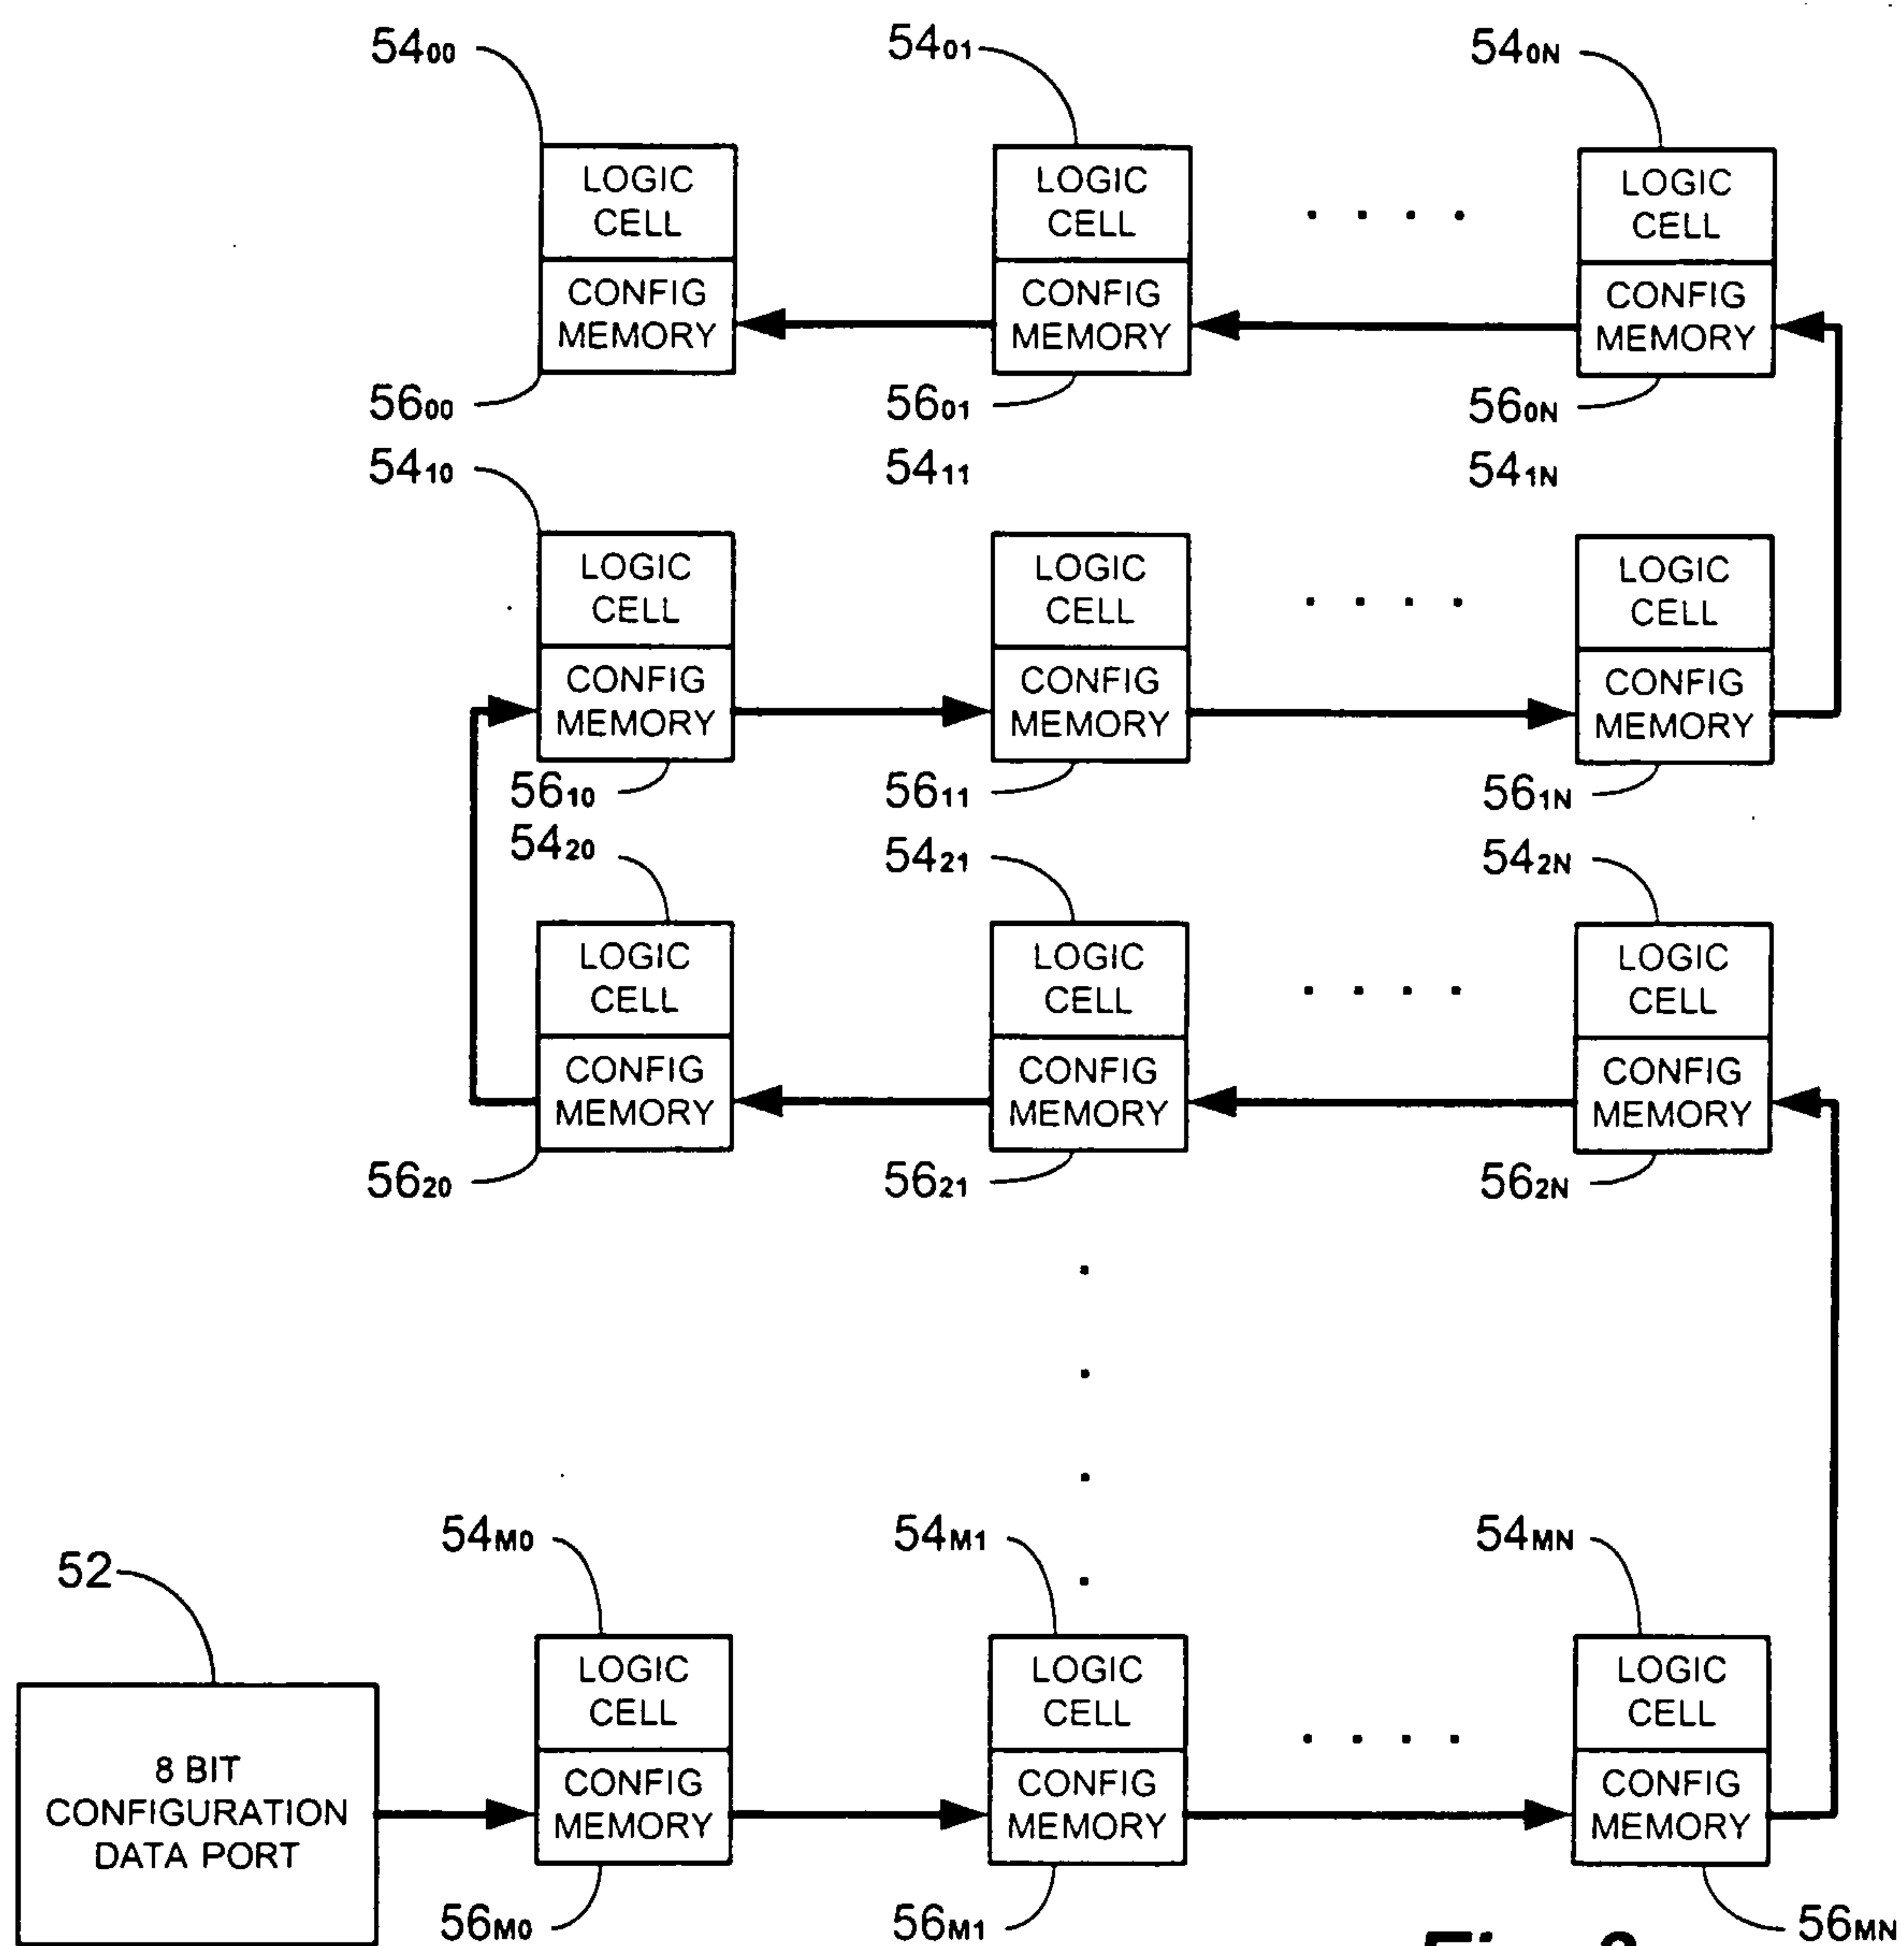 54₀₀ 54₀₁ 54₀N
LOGIC CELL LOGIC CELL LOGIC CELL
CONFIG MEMORY CONFIG MEMORY CONFIG MEMORY
56₀₀ 56₀₁ 56₀N
54₁₀ 54₁₁ 54₁N
LOGIC CELL LOGIC CELL LOGIC CELL
CONFIG MEMORY CONFIG MEMORY CONFIG MEMORY
56₁₀ 56₁₁ 56₁N
54₂₀ 54₂₁ 54₂N
LOGIC CELL LOGIC CELL LOGIC CELL
CONFIG MEMORY CONFIG MEMORY CONFIG MEMORY
56₂₀ 56₂₁ 56₂N
54M₀ 54M₁ 54MN
52
LOGIC CELL LOGIC CELL LOGIC CELL
8 BIT
CONFIGURATION
DATA PORT
CONFIG MEMORY CONFIG MEMORY CONFIG MEMORY
56M₀ 56M₁ 56MN